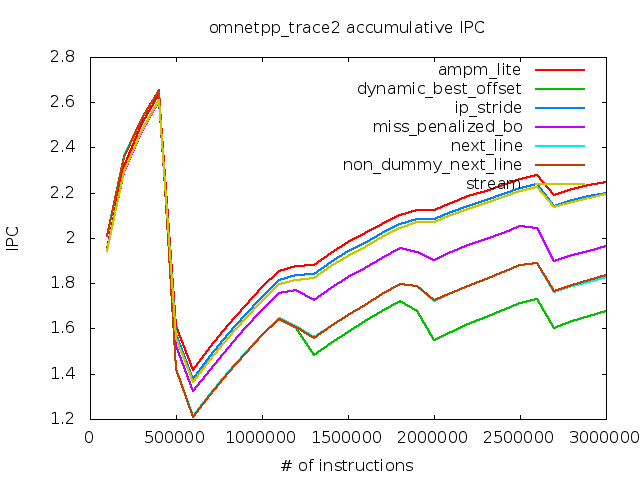 omnetpp_trace2 accumulative IPC
2.8
2.6
2.4
2.2
2
1.8
1.6
1.4
1.2
IPC
ampm_lite
dynamic_best_offset
ip_stride
miss_penalized_bo
next_line
non_dummy_next_line
stream
0 500000 1000000 1500000 2000000 2500000 3000000
# of instructions